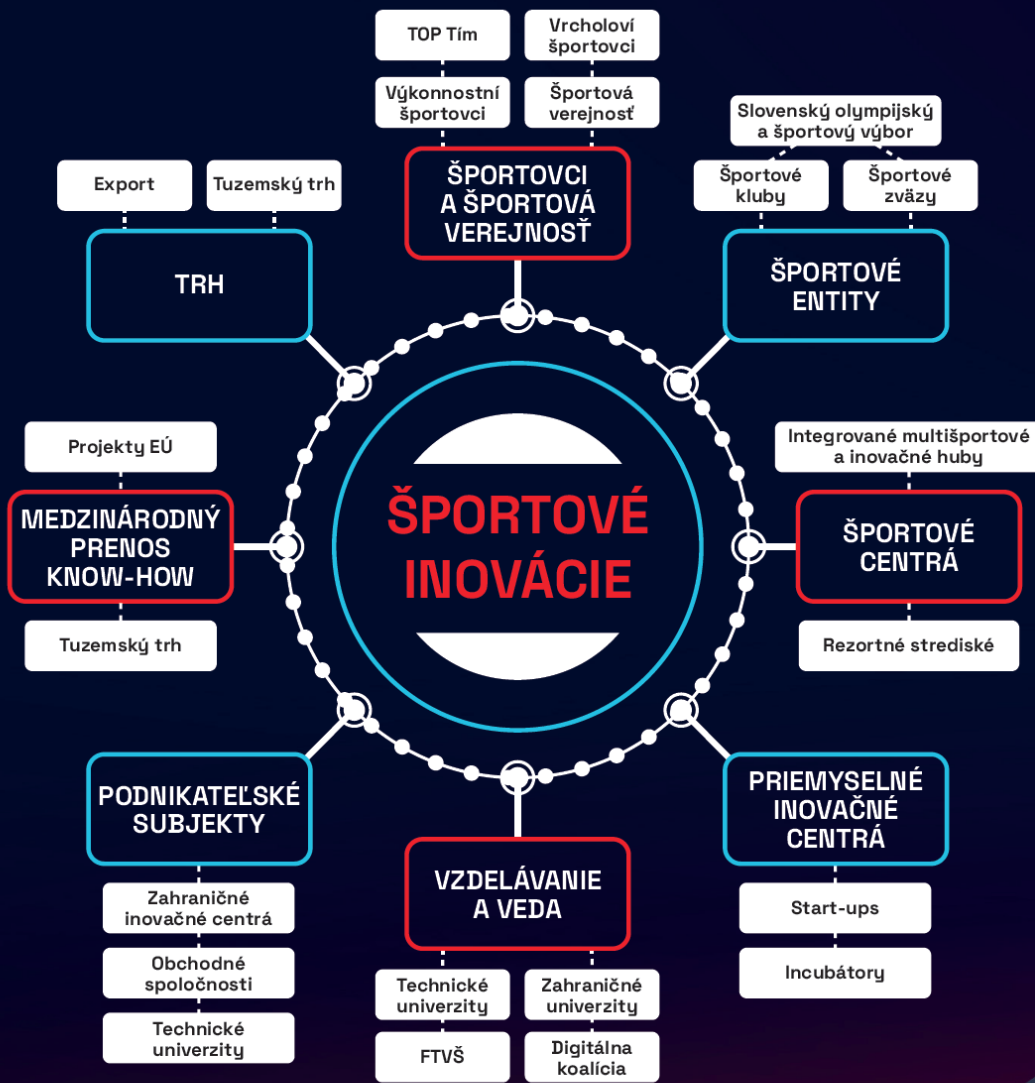 TOP Tím
Vrcholoví
športovci
Výkonnostní
športovci
Športová
verejnosť
ŠPORTOVCI
A ŠPORTOVÁ
VEREJNOSŤ
Slovenský olympijský
a športový výbor
Športové
kluby
Športové
zväzy
ŠPORTOVÉ
ENTITY
Export
Tuzemský trh
TRH
Integrované multišportové
a inovačné huby
ŠPORTOVÉ
CENTRÁ
Rezortné strediské
Projekty EÚ
MEDZINÁRODNÝ
PRENOS
KNOW-HOW
Tuzemský trh
ŠPORTOVÉ
INOVÁCIE
PODNIKATEĽSKÉ
SUBJEKTY
Zahraničné
inovačné centrá
Obchodné
spoločnosti
Technické
univerzity
VZDELÁVANIE
A VEDA
Technické
univerzity
Zahraničné
univerzity
FTVŠ
Digitálna
koalícia
PRIEMYSELNÉ
INOVAČNÉ
CENTRÁ
Start-ups
Incubátory